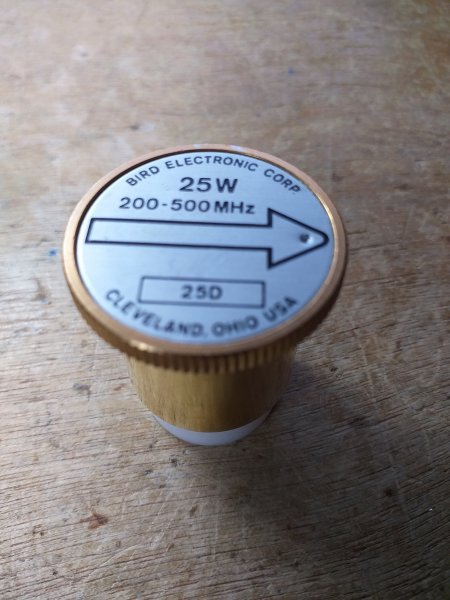 BIRD ELECTRONIC CORP.
25W
200-500MHz
25D
CLEVELAND, OHIO USA